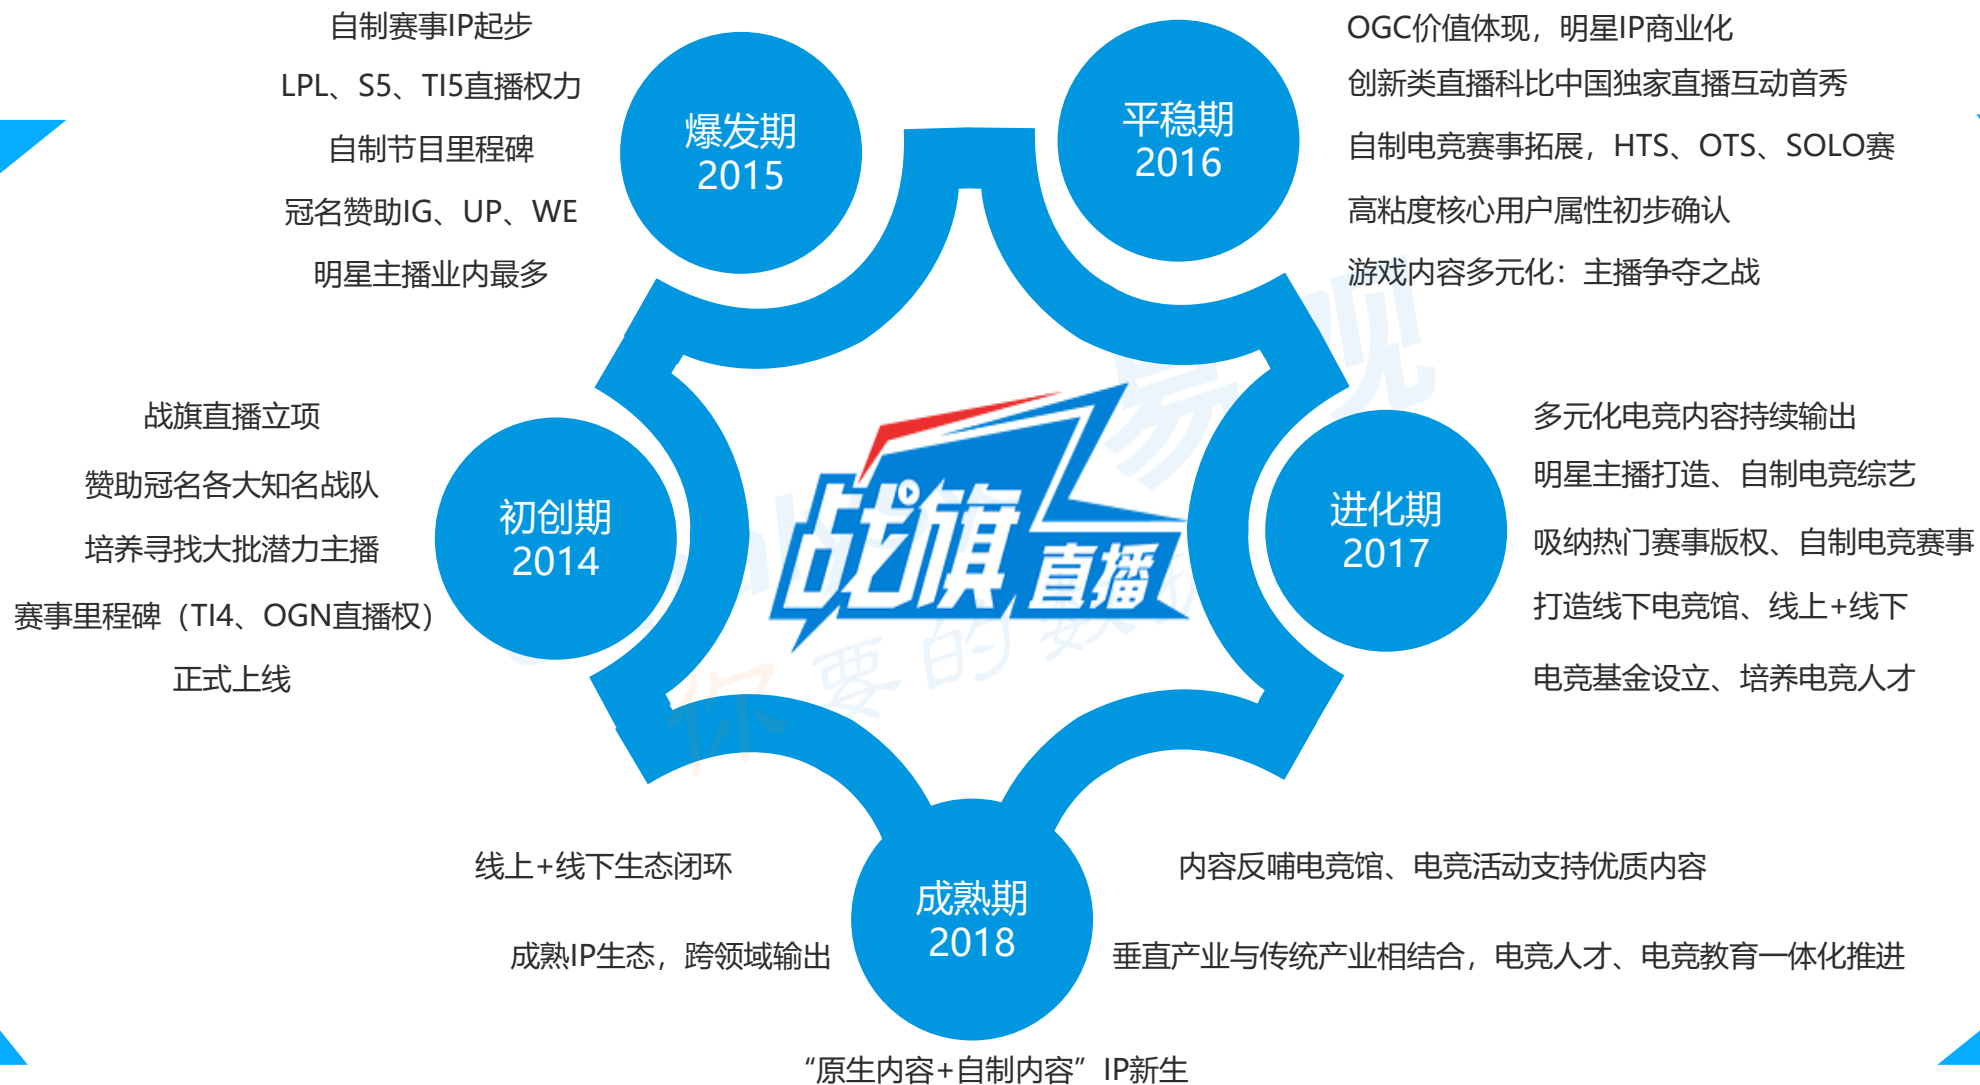 自制赛事IP起步
LPL、S5、TI5直播权力
自制节目里程碑
冠名赞助IG、UP、WE
明星主播业内最多
爆发期
2015
平稳期
2016
OGC价值体现，明星IP商业化
创新类直播科比中国独家直播互动首秀
自制电竞赛事拓展，HTS、OTS、SOLO赛
高粘度核心用户属性初步确认
游戏内容多元化：主播争夺之战
战旗直播立项
赞助冠名各大知名战队
培养寻找大批潜力主播
赛事里程碑（TI4、OGN直播权）
正式上线
初创期
2014
战旗
直播
进化期
2017
多元化电竞内容持续输出
明星主播打造、自制电竞综艺
吸纳热门赛事版权、自制电竞赛事
打造线下电竞馆、线上+线下
电竞基金设立、培养电竞人才
线上+线下生态闭环
成熟IP生态，跨领域输出
成熟期
2018
内容反哺电竞馆、电竞活动支持优质内容
垂直产业与传统产业相结合，电竞人才、电竞教育一体化推进
“原生内容+自制内容”IP新生
易观
你要的数